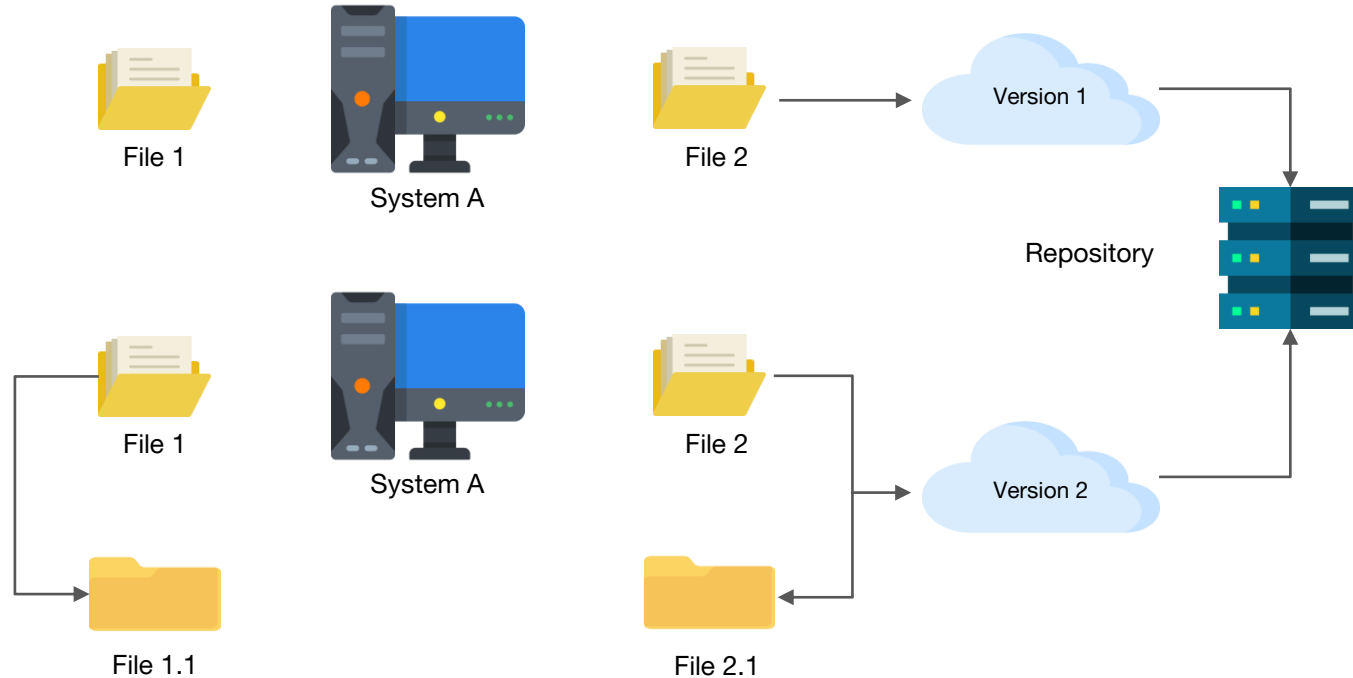 File 1
System A
File 2
Version 1
Repository
File 1
System A
File 2
Version 2
File 1.1
File 2.1